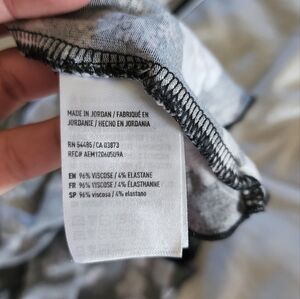 MADE IN JORDAN / FABRIQUÉ EN
JORDANIE / HECHO EN JORDANIA
RN 54485 / CA 03873
RFC# AEM120605U9A
EN 96% VISCOSE / 4% ELASTANE
FR 96% VISCOSE / 4% ÉLASTHANNE
SP 96% viscosa / 4% elastano